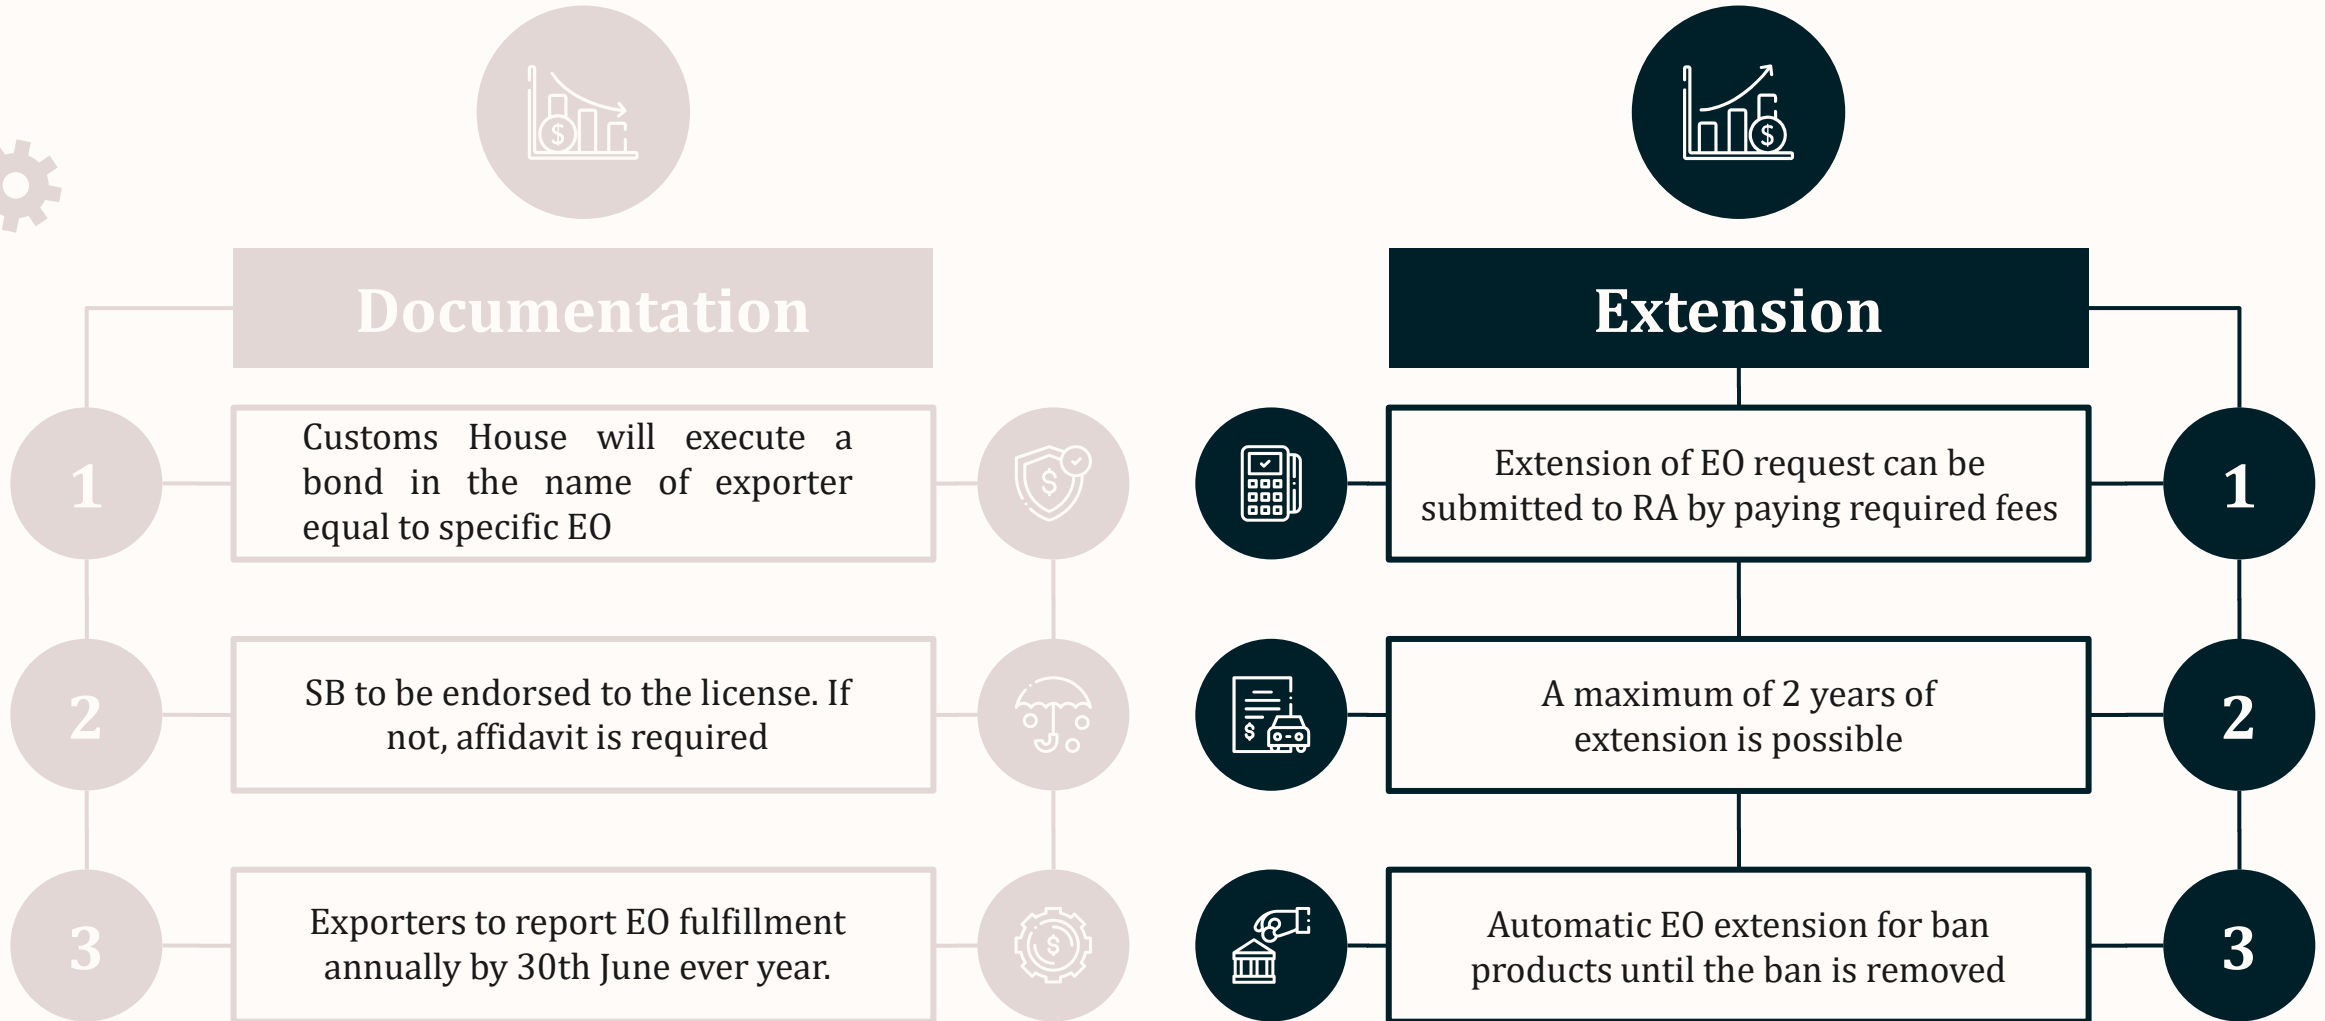 Documentation
1
Customs House will execute a
bond in the name of exporter
equal to specific EO
2
SB to be endorsed to the license. If
not, affidavit is required
3
Exporters to report EO fulfillment
annually by 30th June ever year.
Extension
Extension of EO request can be
submitted to RA by paying required fees
1
A maximum of 2 years of
extension is possible
2
Automatic EO extension for ban
products until the ban is removed
3